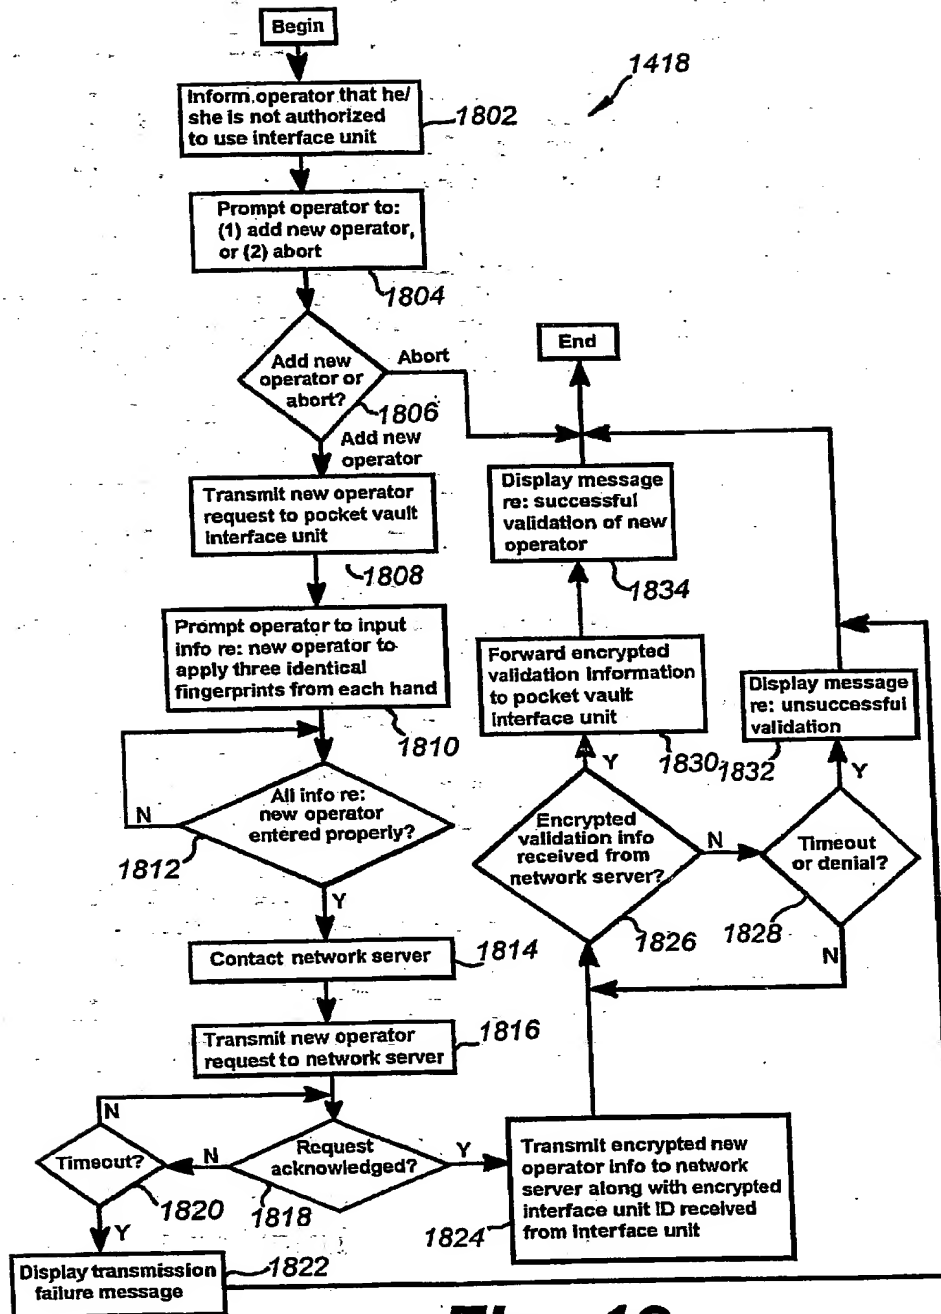 Begin
1418
Inform operator that he/
she is not authorized
to use interface unit
1802
Prompt operator to:
(1) add new operator,
or (2) abort
1804
Add new
operator or
abort?
1806
Abort
Add new
operator
End
Transmit new operator
request to pocket vault
interface unit
1808
Prompt operator to input
info re: new operator to
apply three identical
fingerprints from each hand
1810
All info re:
new operator
entered properly?
N
1812
Y
Contact network server
1814
Transmit new operator
request to network server
1816
Request
acknowledged?
1818
N
Timeout?
1820
N
Y
Display transmission
failure message
1822
Y
Transmit encrypted new
operator info to network
server along with encrypted
interface unit ID received
from interface unit
1824
Encrypted
validation info
received from
network server?
1826
N
Timeout
or denial?
1828
N
Y
Display message
re: unsuccessful
validation
1832
Y
Forward encrypted
validation information
to pocket vault
interface unit
1830
Display message
re: successful
validation of new
operator
1834